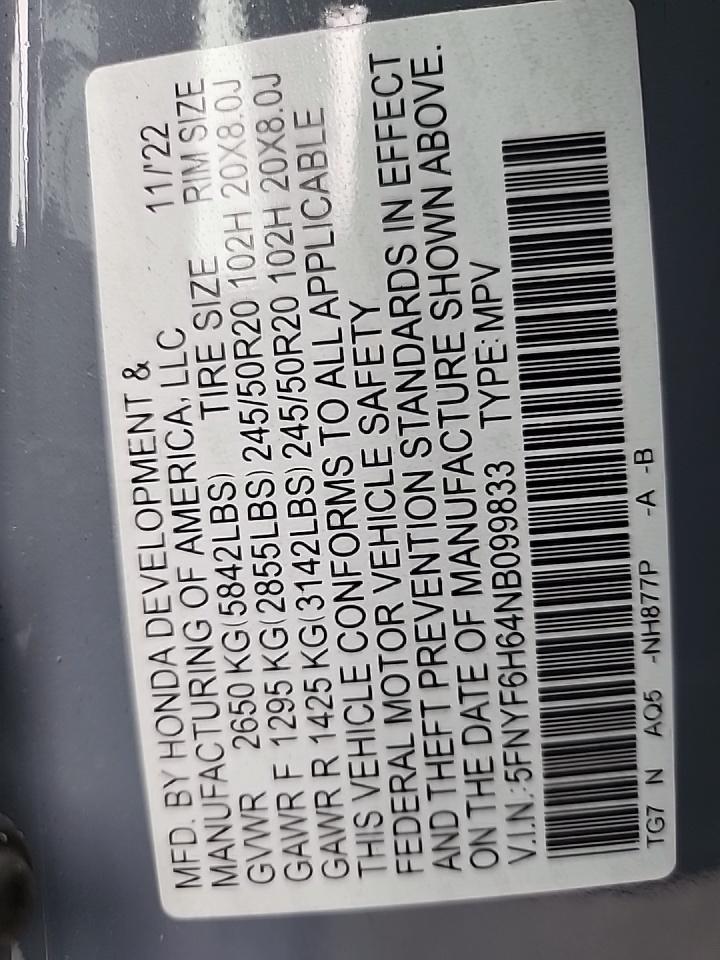 MFD. BY HONDA DEVELOPMENT &
MANUFACTURING OF AMERICA, LLC 11/'22
GVWR 2650 KG(5842LBS) TIRE SIZE RIM SIZE
GAWR F 1295 KG(2855LBS) 245/50R20 102H 20X8.0J
GAWR R 1425 KG(3142LBS) 245/50R20 102H 20X8.0J
THIS VEHICLE CONFORMS TO ALL APPLICABLE
FEDERAL MOTOR VEHICLE SAFETY
AND THEFT PREVENTION STANDARDS IN EFFECT
ON THE DATE OF MANUFACTURE SHOWN ABOVE.
V.I.N.:5FNYF6H64NB099833 TYPE:MPV
TG7 N AQ5 -NH877P -A -B